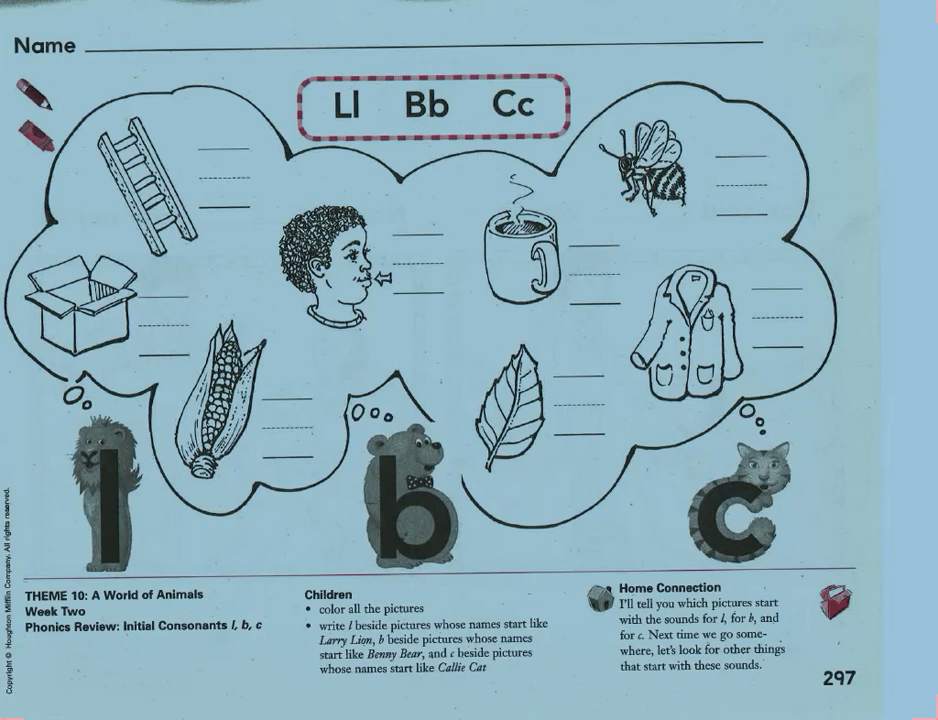 Name
Ll Bb Cc
l
b
c
THEME 10: A World of Animals
Week Two
Phonics Review: Initial Consonants l, b, c
Children
• color all the pictures
• write l beside pictures whose names start like
Larry Lion, b beside pictures whose names
start like Benny Bear, and c beside pictures
whose names start like Callie Cat
Home Connection
I'll tell you which pictures start
with the sounds for l, for b, and
for c. Next time we go some-
where, let's look for other things
that start with these sounds.
297
Copyright © Houghton Mifflin Company. All rights reserved.